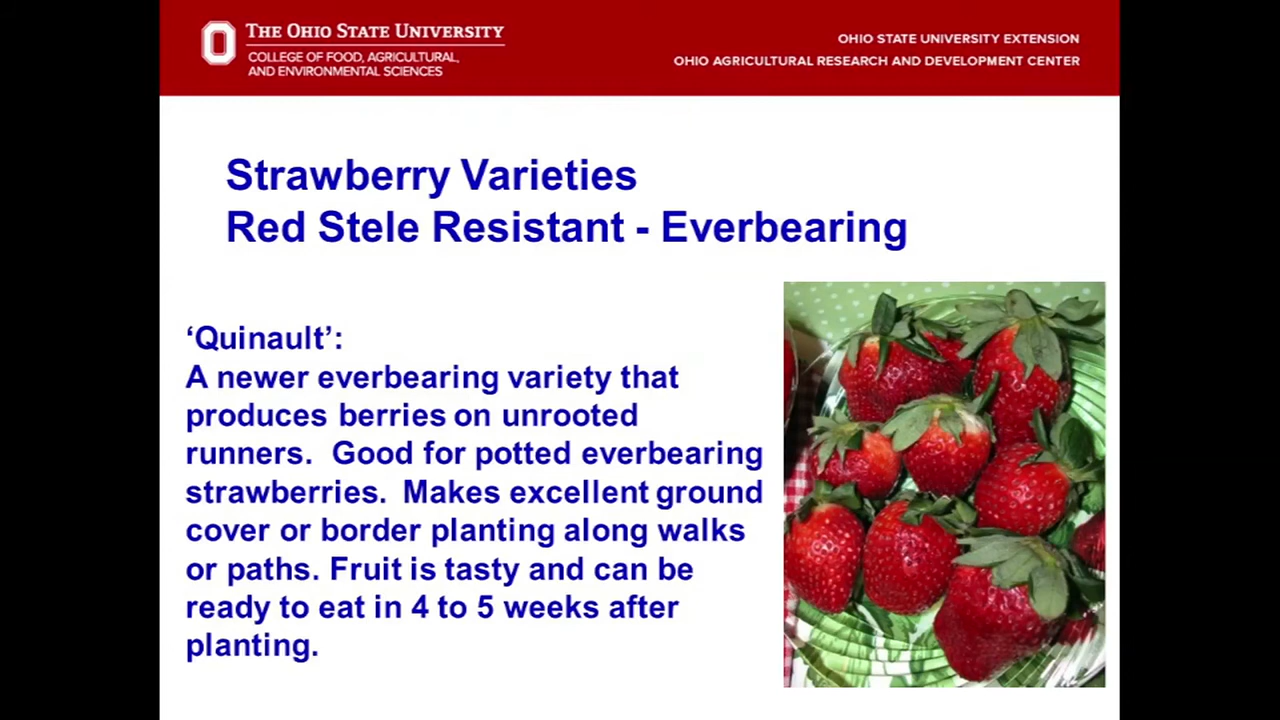 THE OHIO STATE UNIVERSITY
COLLEGE OF FOOD, AGRICULTURAL,
AND ENVIRONMENTAL SCIENCES
OHIO STATE UNIVERSITY EXTENSION
OHIO AGRICULTURAL RESEARCH AND DEVELOPMENT CENTER
Strawberry Varieties
Red Stele Resistant - Everbearing
‘Quinault’:
A newer everbearing variety that
produces berries on unrooted
runners.  Good for potted everbearing
strawberries.  Makes excellent ground
cover or border planting along walks
or paths. Fruit is tasty and can be
ready to eat in 4 to 5 weeks after
planting.